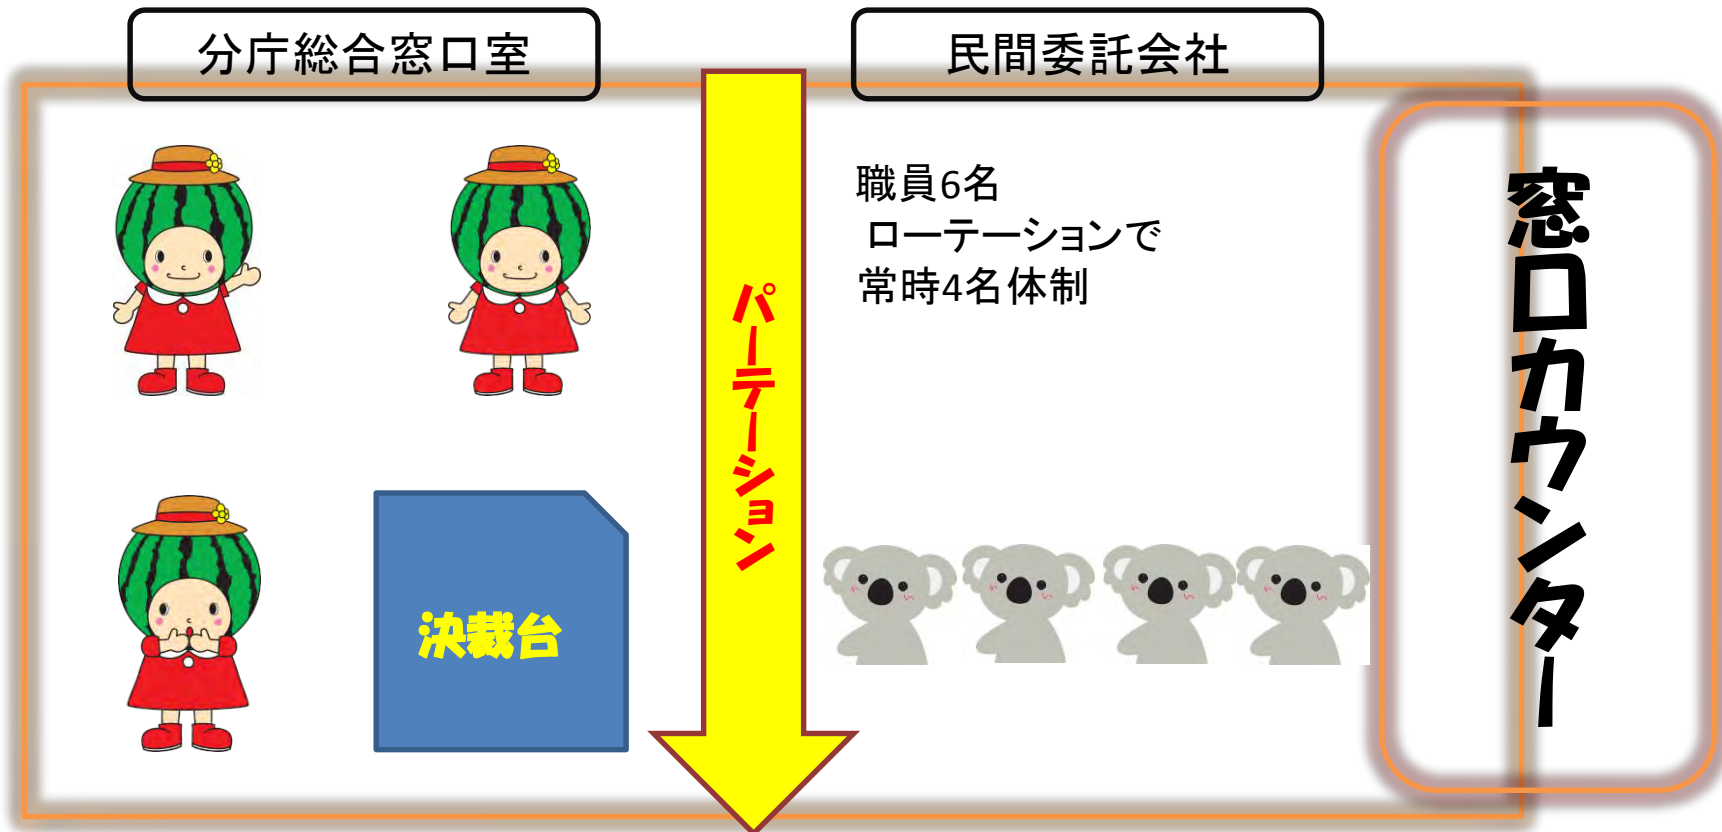 分庁総合窓口室
民間委託会社
職員6名
ローテーションで
常時4名体制
パーテーション
決裁台
窓口カウンター